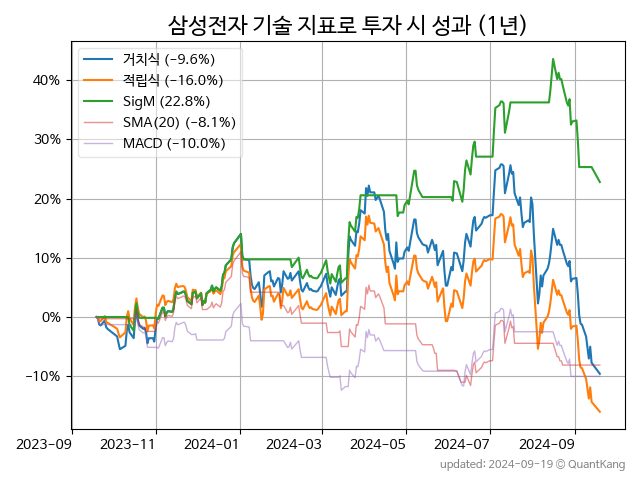 삼성전자 기술 지표로 투자 시 성과 (1년)
거치식 (−9.6%)
적립식 (−16.0%)
SigM (22.8%)
SMA(20) (−8.1%)
MACD (−10.0%)
40%
30%
20%
10%
0%
−10%
2023-09 2023-11 2024-01 2024-03 2024-05 2024-07 2024-09
updated: 2024-09-19 © QuantKang